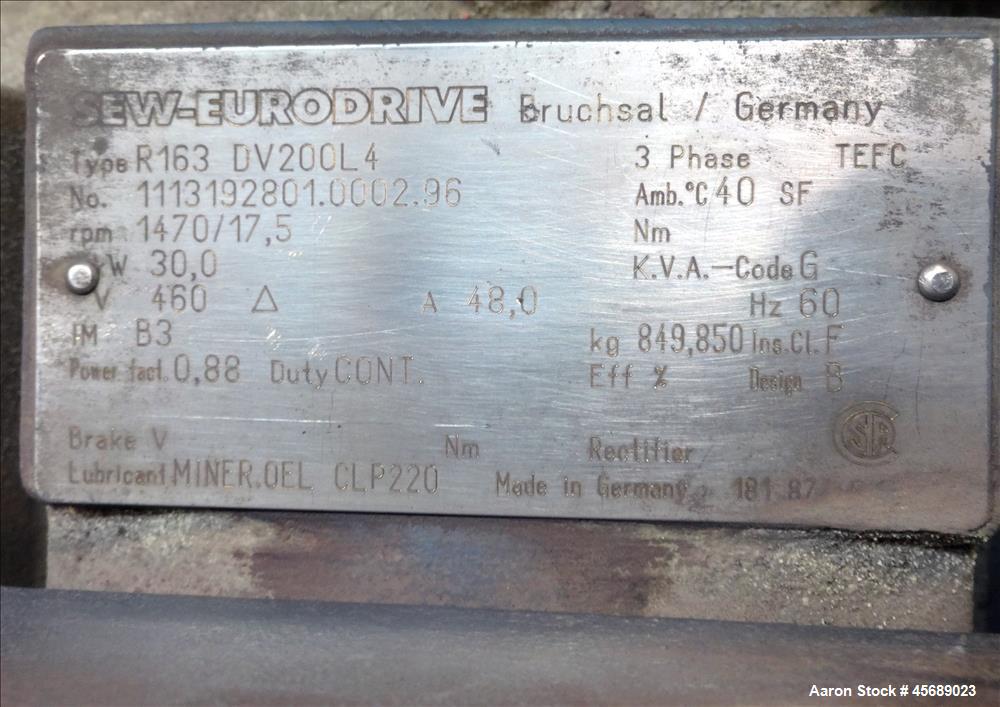 SEW-EURODRIVE Bruchsal / Germany
Type R163 DV200L4 3 Phase TEFC
No. 1113192801.0002.96 Amb.°C 40 SF
rpm 1470/17,5 Nm
kW 30,0 K.V.A.-Code G
V 460 Δ A 48,0 Hz 60
IM B3 kg 849,850 Ins.Cl. F
Power fact. 0,88 Duty CONT. Eff % Design B
Brake V Nm Rectifier
Lubricant MINER.OEL CLP220 Made in Germany 181 87
Aaron Stock # 45689023